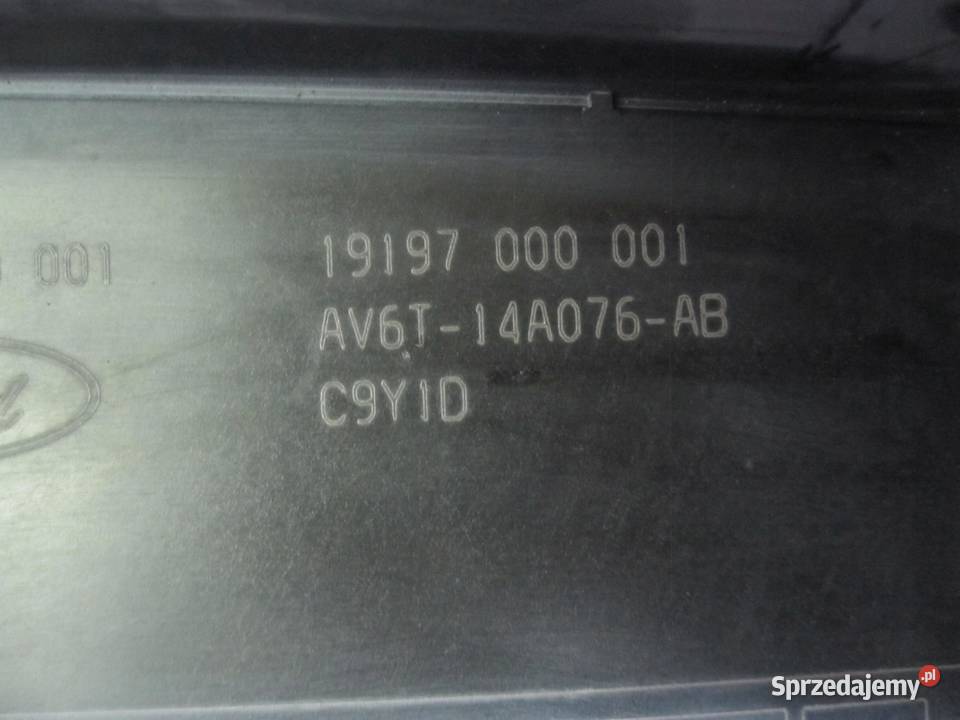 001
19197 000 001
AV6T-14A076-AB
C9Y1D
Sprzedajemy.pl